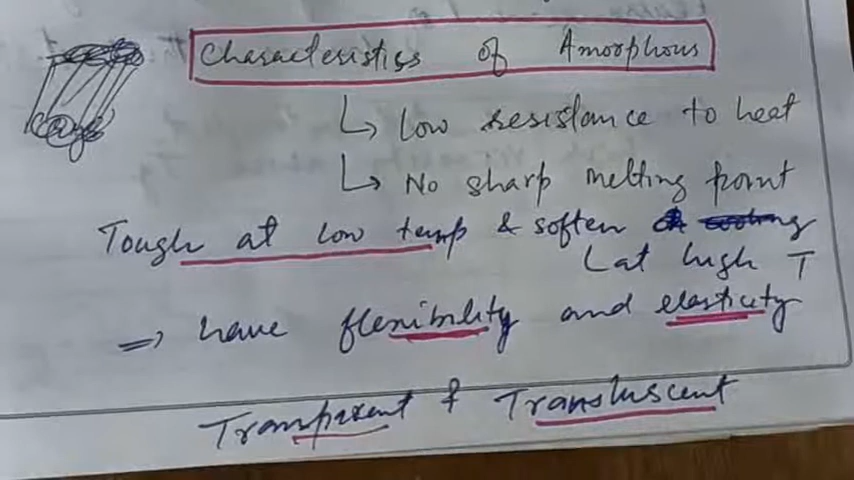 Characteristics of Amorphous
↳ Low resistance to heat
↳ No sharp melting point
Tough at low temp & soften
↳ at high T
⇒ have flexibility and elasticity
Transparent & Transluscent